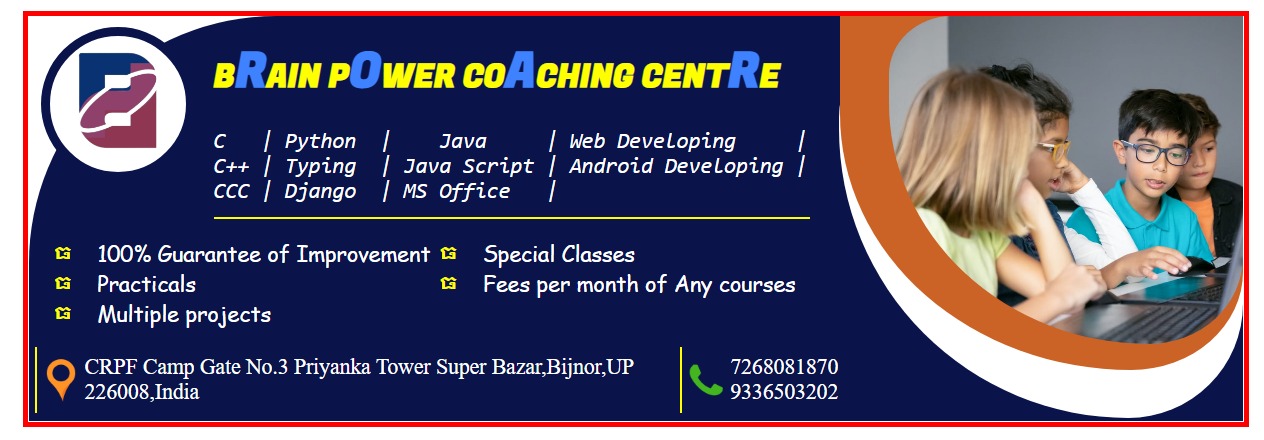 BRAIN POWER COACHING CENTRE
C | Python | Java | Web Developing |
C++ | Typing | Java Script | Android Developing |
CCC | Django | MS Office |
100% Guarantee of Improvement
Practicals
Multiple projects
Special Classes
Fees per month of Any courses
CRPF Camp Gate No.3 Priyanka Tower Super Bazar,Bijnor,UP
226008,India
7268081870
9336503202